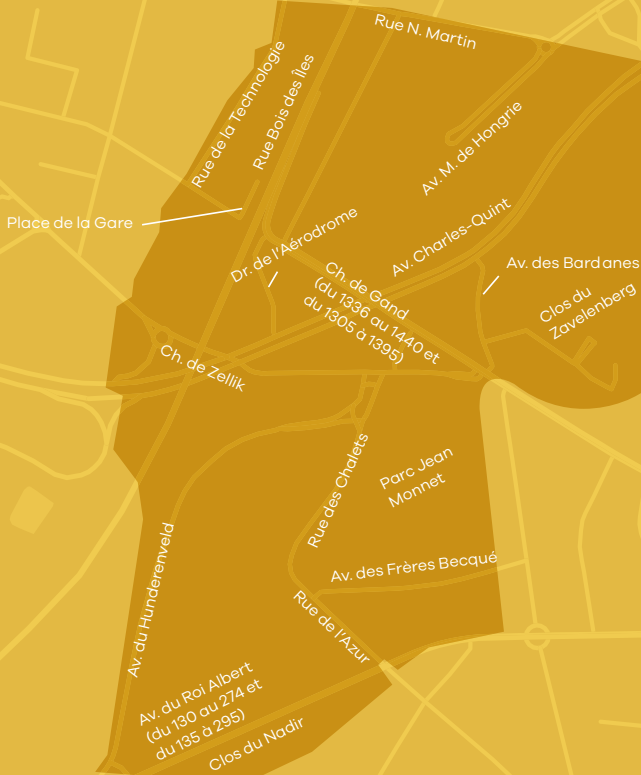 Rue N. Martin
Rue de la Technologie
Rue Bois des Îles
Av. M. de Hongrie
Place de la Gare
Dr. de l'Aérodrome
Av. Charles-Quint
Av. des Bardanes
Ch. de Gand
(du 1336 au 1440 et
du 1305 à 1395)
Clos du
Zavelenberg
Ch. de Zellik
Rue des Chalets
Parc Jean
Monnet
Av. des Frères Becqué
Av. du Hunderenveld
Rue de l'Azur
Av. du Roi Albert
(du 130 au 274 et
du 135 à 295)
Clos du Nadir